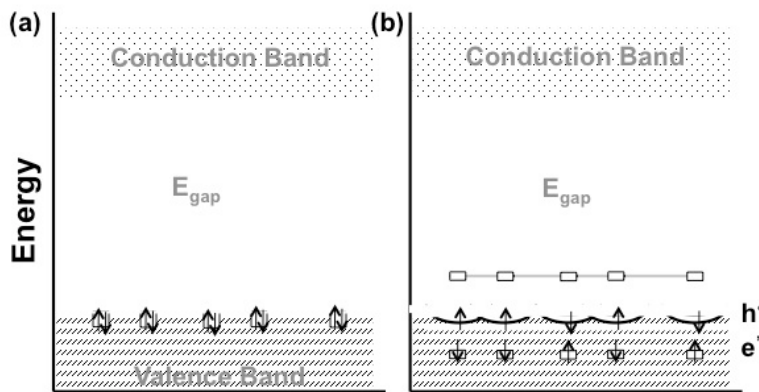 (a)
Conduction Band
(b)
Conduction Band
Energy
E_gap
E_gap
h⁺
e
Valence Band